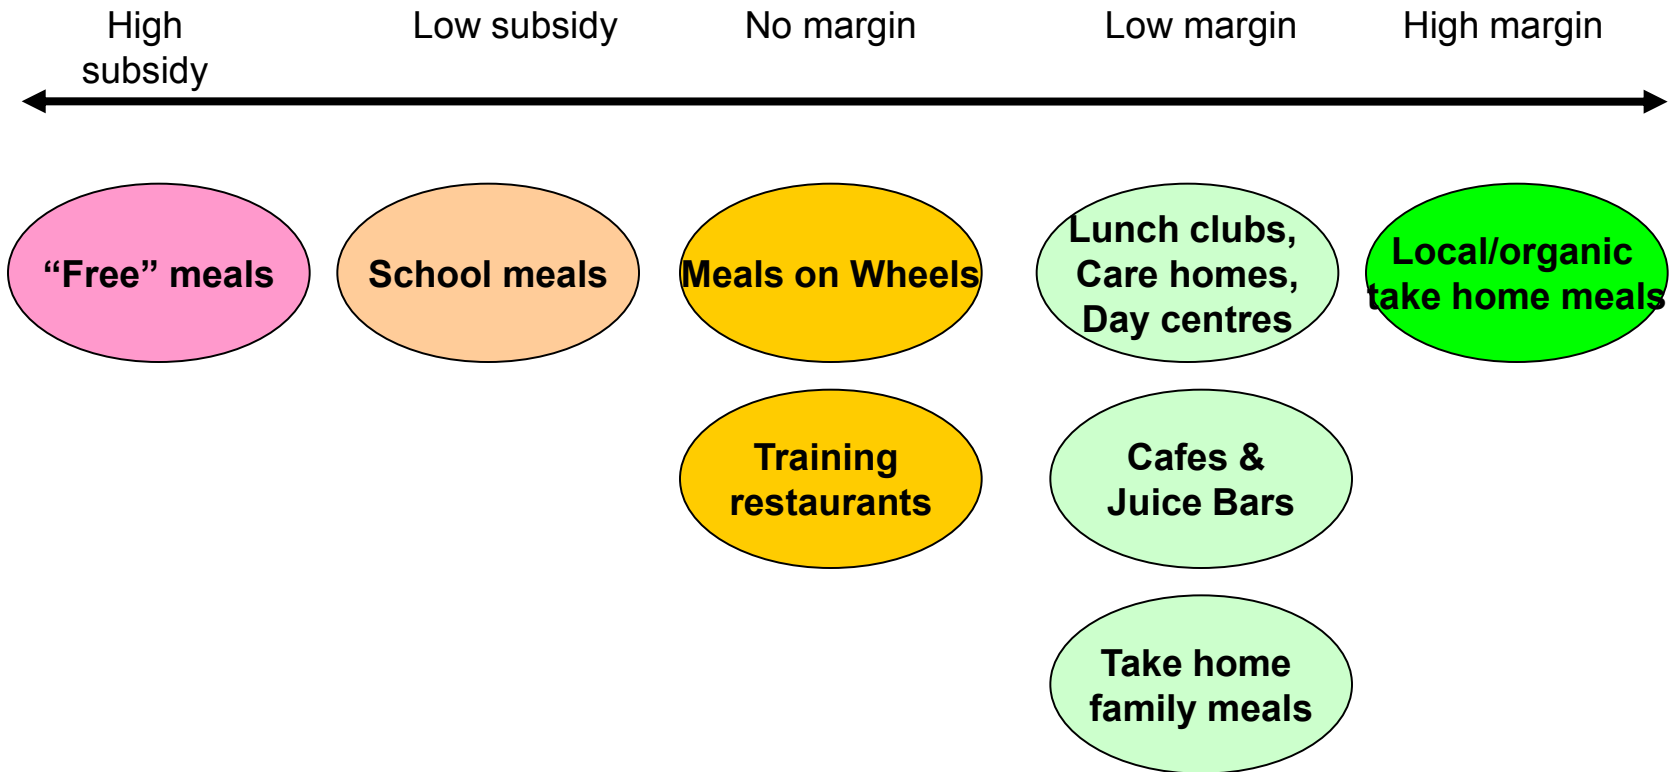 High
subsidy
Low subsidy
No margin
Low margin
High margin
“Free” meals
School meals
Meals on Wheels
Lunch clubs,
Care homes,
Day centres
Local/organic
take home meals
Training
restaurants
Cafes &
Juice Bars
Take home
family meals